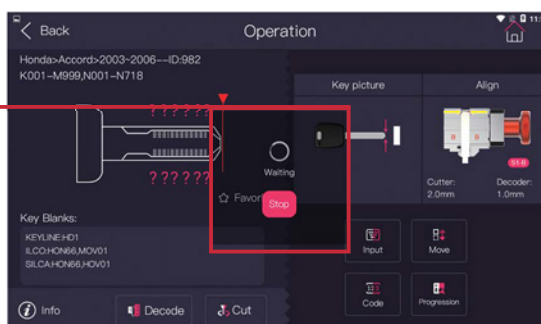 Back
Operation
11:
Honda>Accord>2003~2006--ID:982
K001-M999,N001
-N718
??????
??????
Waiting
Favor
Stop
Key picture
Align
B
B
S1-B
Cutter:
2.0mm
Decoder:
1.0mm
Key Blanks:
KEYLINE:HD1
ILCO:HON66,MOV01
SILCA:HON66,HOV01
Input
Move
Code
Progression
Info
Decode
Cut